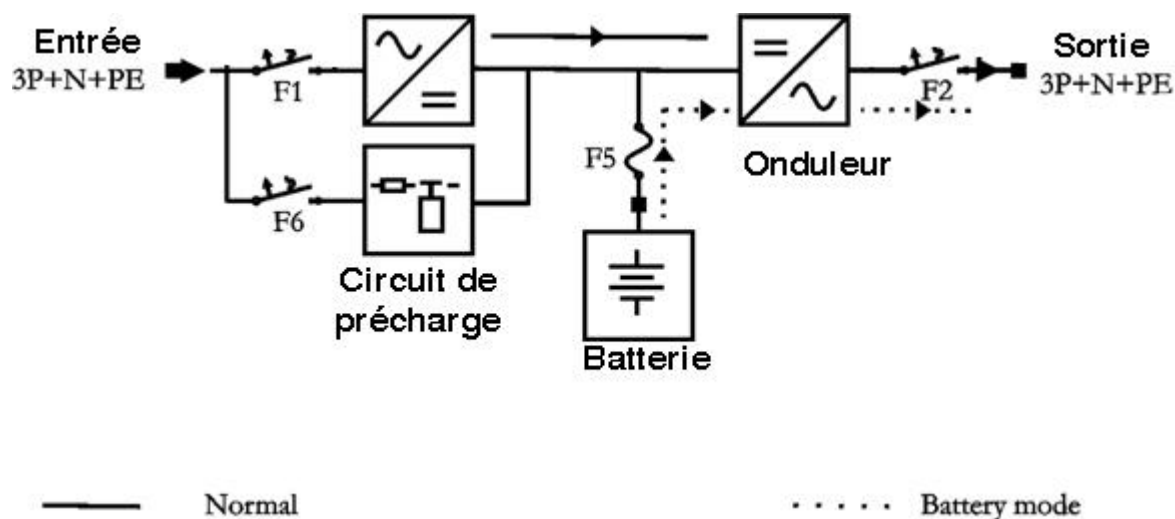 Entrée
3P+N+PE
F1
F6
Circuit de
précharge
F5
Batterie
Onduleur
F2
Sortie
3P+N+PE
Normal
Battery mode